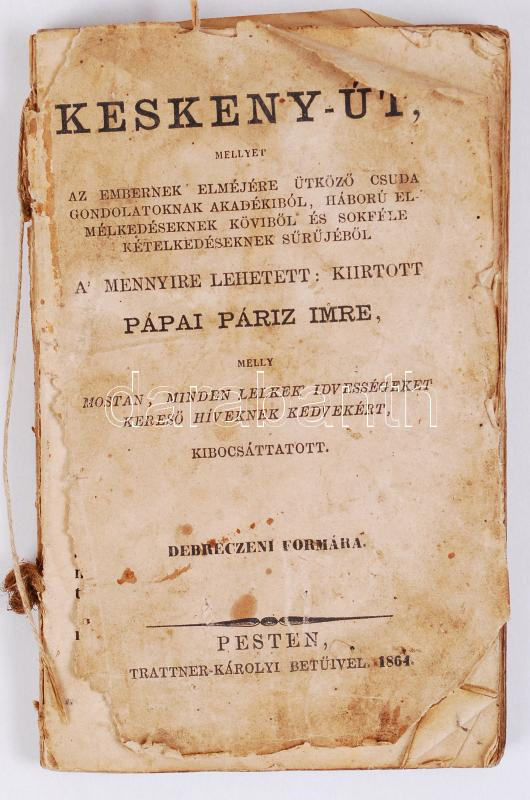 KESKENY-ÚT,
MELLYET
AZ EMBERNEK ELMÉJÉRE ÜTKÖZŐ CSUDA
GONDOLATOKNAK AKADÉKIBÓL, HÁBORÚ EL-
MÉLKEDÉSEKNEK KÖVIBŐL ÉS SOKFÉLE
KÉTELKEDÉSEKNEK SŰRŰJÉBŐL
A' MENNYIRE LEHETETT: KIIRTOTT
PÁPAI PÁRIZ IMRE,
MELLY
MOSTAN, MINDEN LELKEK' IDVESSÉGEKET
KERESŐ HÍVEKNEK KEDVEKÉRT,
KIBOCSÁTTATOTT.
DEBRECZENI FORMÁRA.
PESTEN,
TRATTNER-KÁROLYI BETŰIVEL. 1864
darabanth